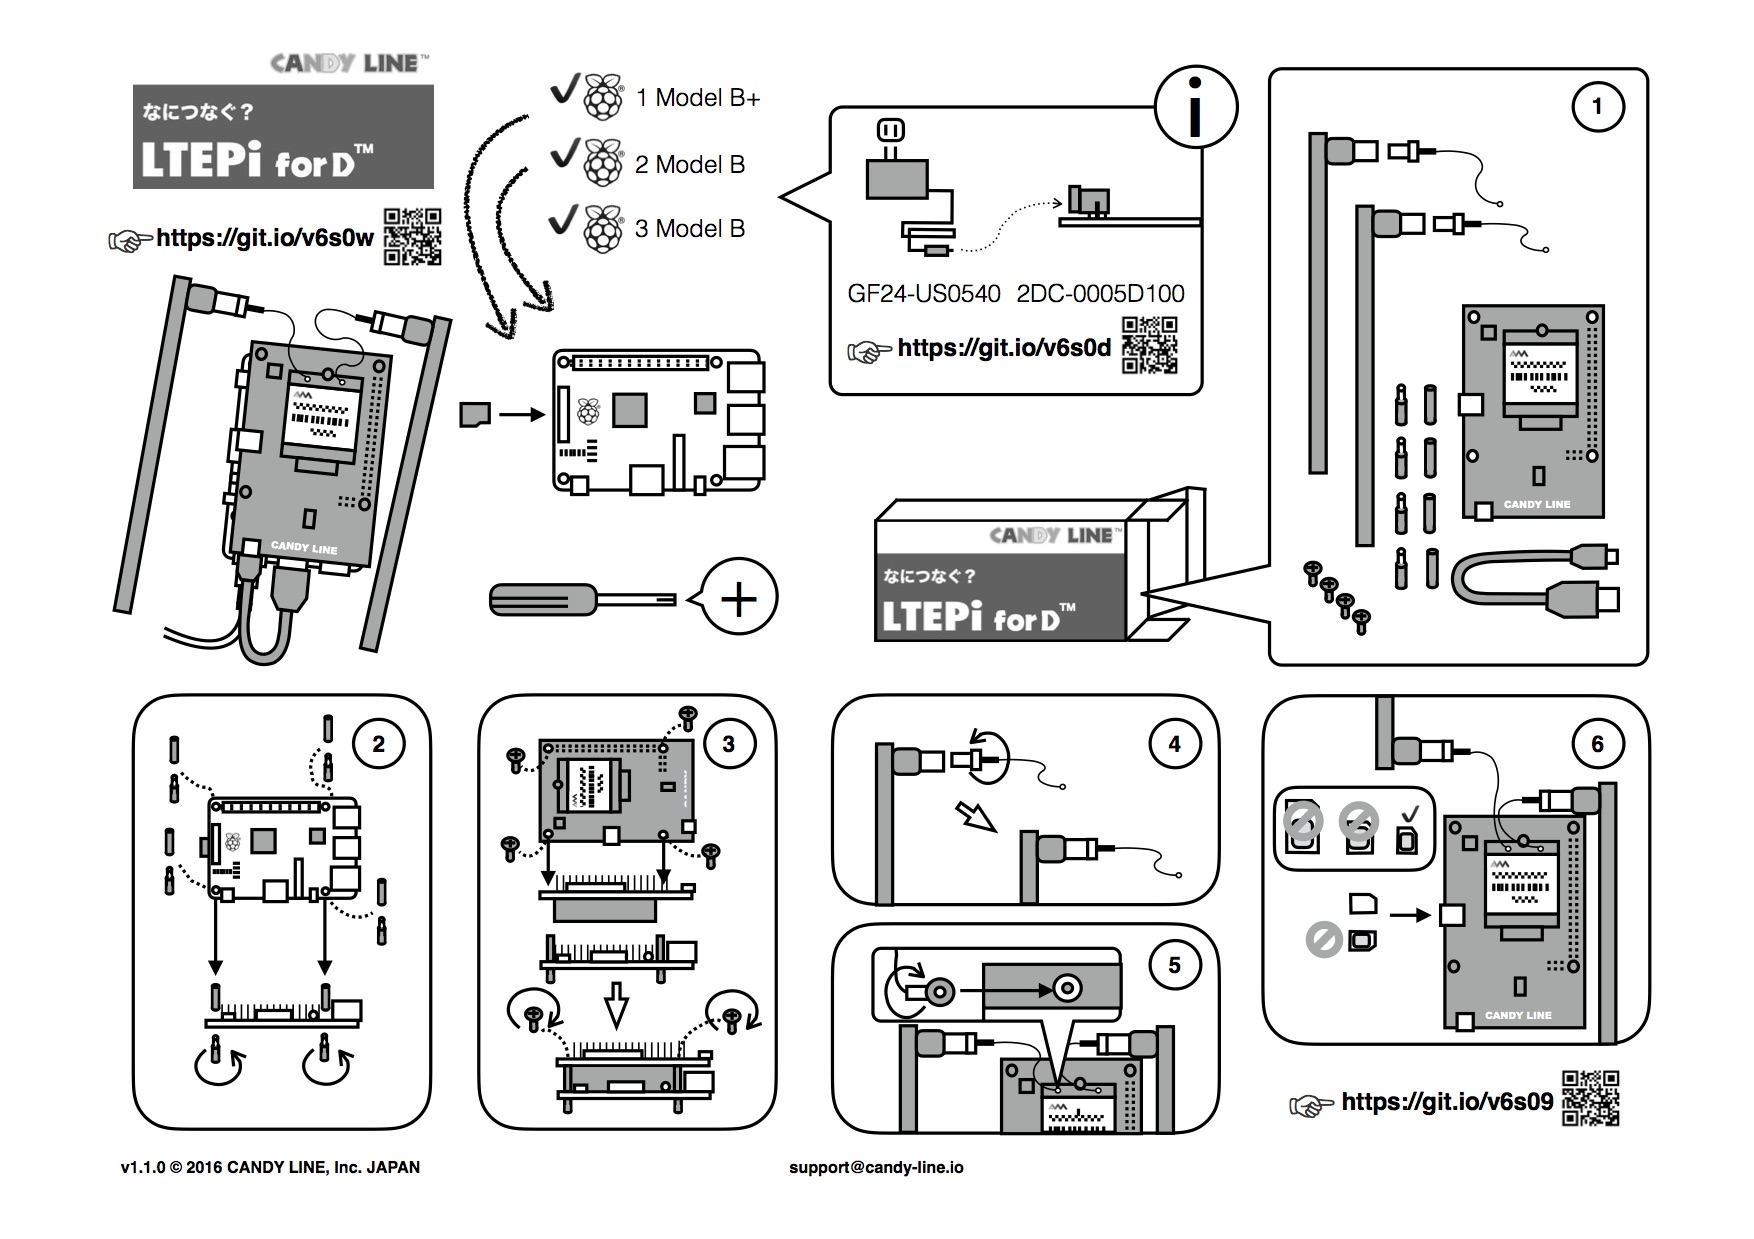 CANDY LINE™
なにつなぐ？
LTEPi for D™
https://git.io/v6s0w
1 Model B+
2 Model B
3 Model B
i
GF24-US0540 2DC-0005D100
https://git.io/v6s0d
1
CANDY LINE
CANDY LINE
+
CANDY LINE™
なにつなぐ？
LTEPi for D™
2
3
CANDY
4
5
6
CANDY LINE
https://git.io/v6s09
v1.1.0 © 2016 CANDY LINE, Inc. JAPAN
support@candy-line.io